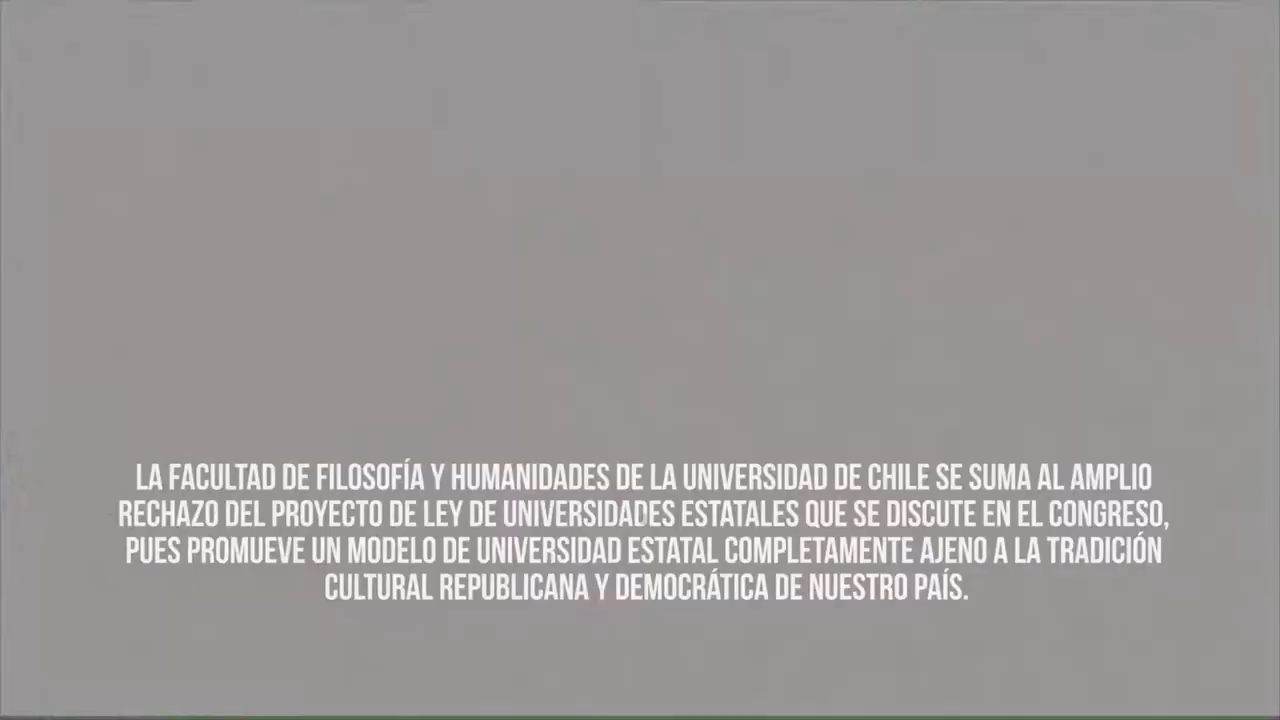 LA FACULTAD DE FILOSOFÍA Y HUMANIDADES DE LA UNIVERSIDAD DE CHILE SE SUMA AL AMPLIO
RECHAZO DEL PROYECTO DE LEY DE UNIVERSIDADES ESTATALES QUE SE DISCUTE EN EL CONGRESO,
PUES PROMUEVE UN MODELO DE UNIVERSIDAD ESTATAL COMPLETAMENTE AJENO A LA TRADICIÓN
CULTURAL REPUBLICANA Y DEMOCRÁTICA DE NUESTRO PAÍS.